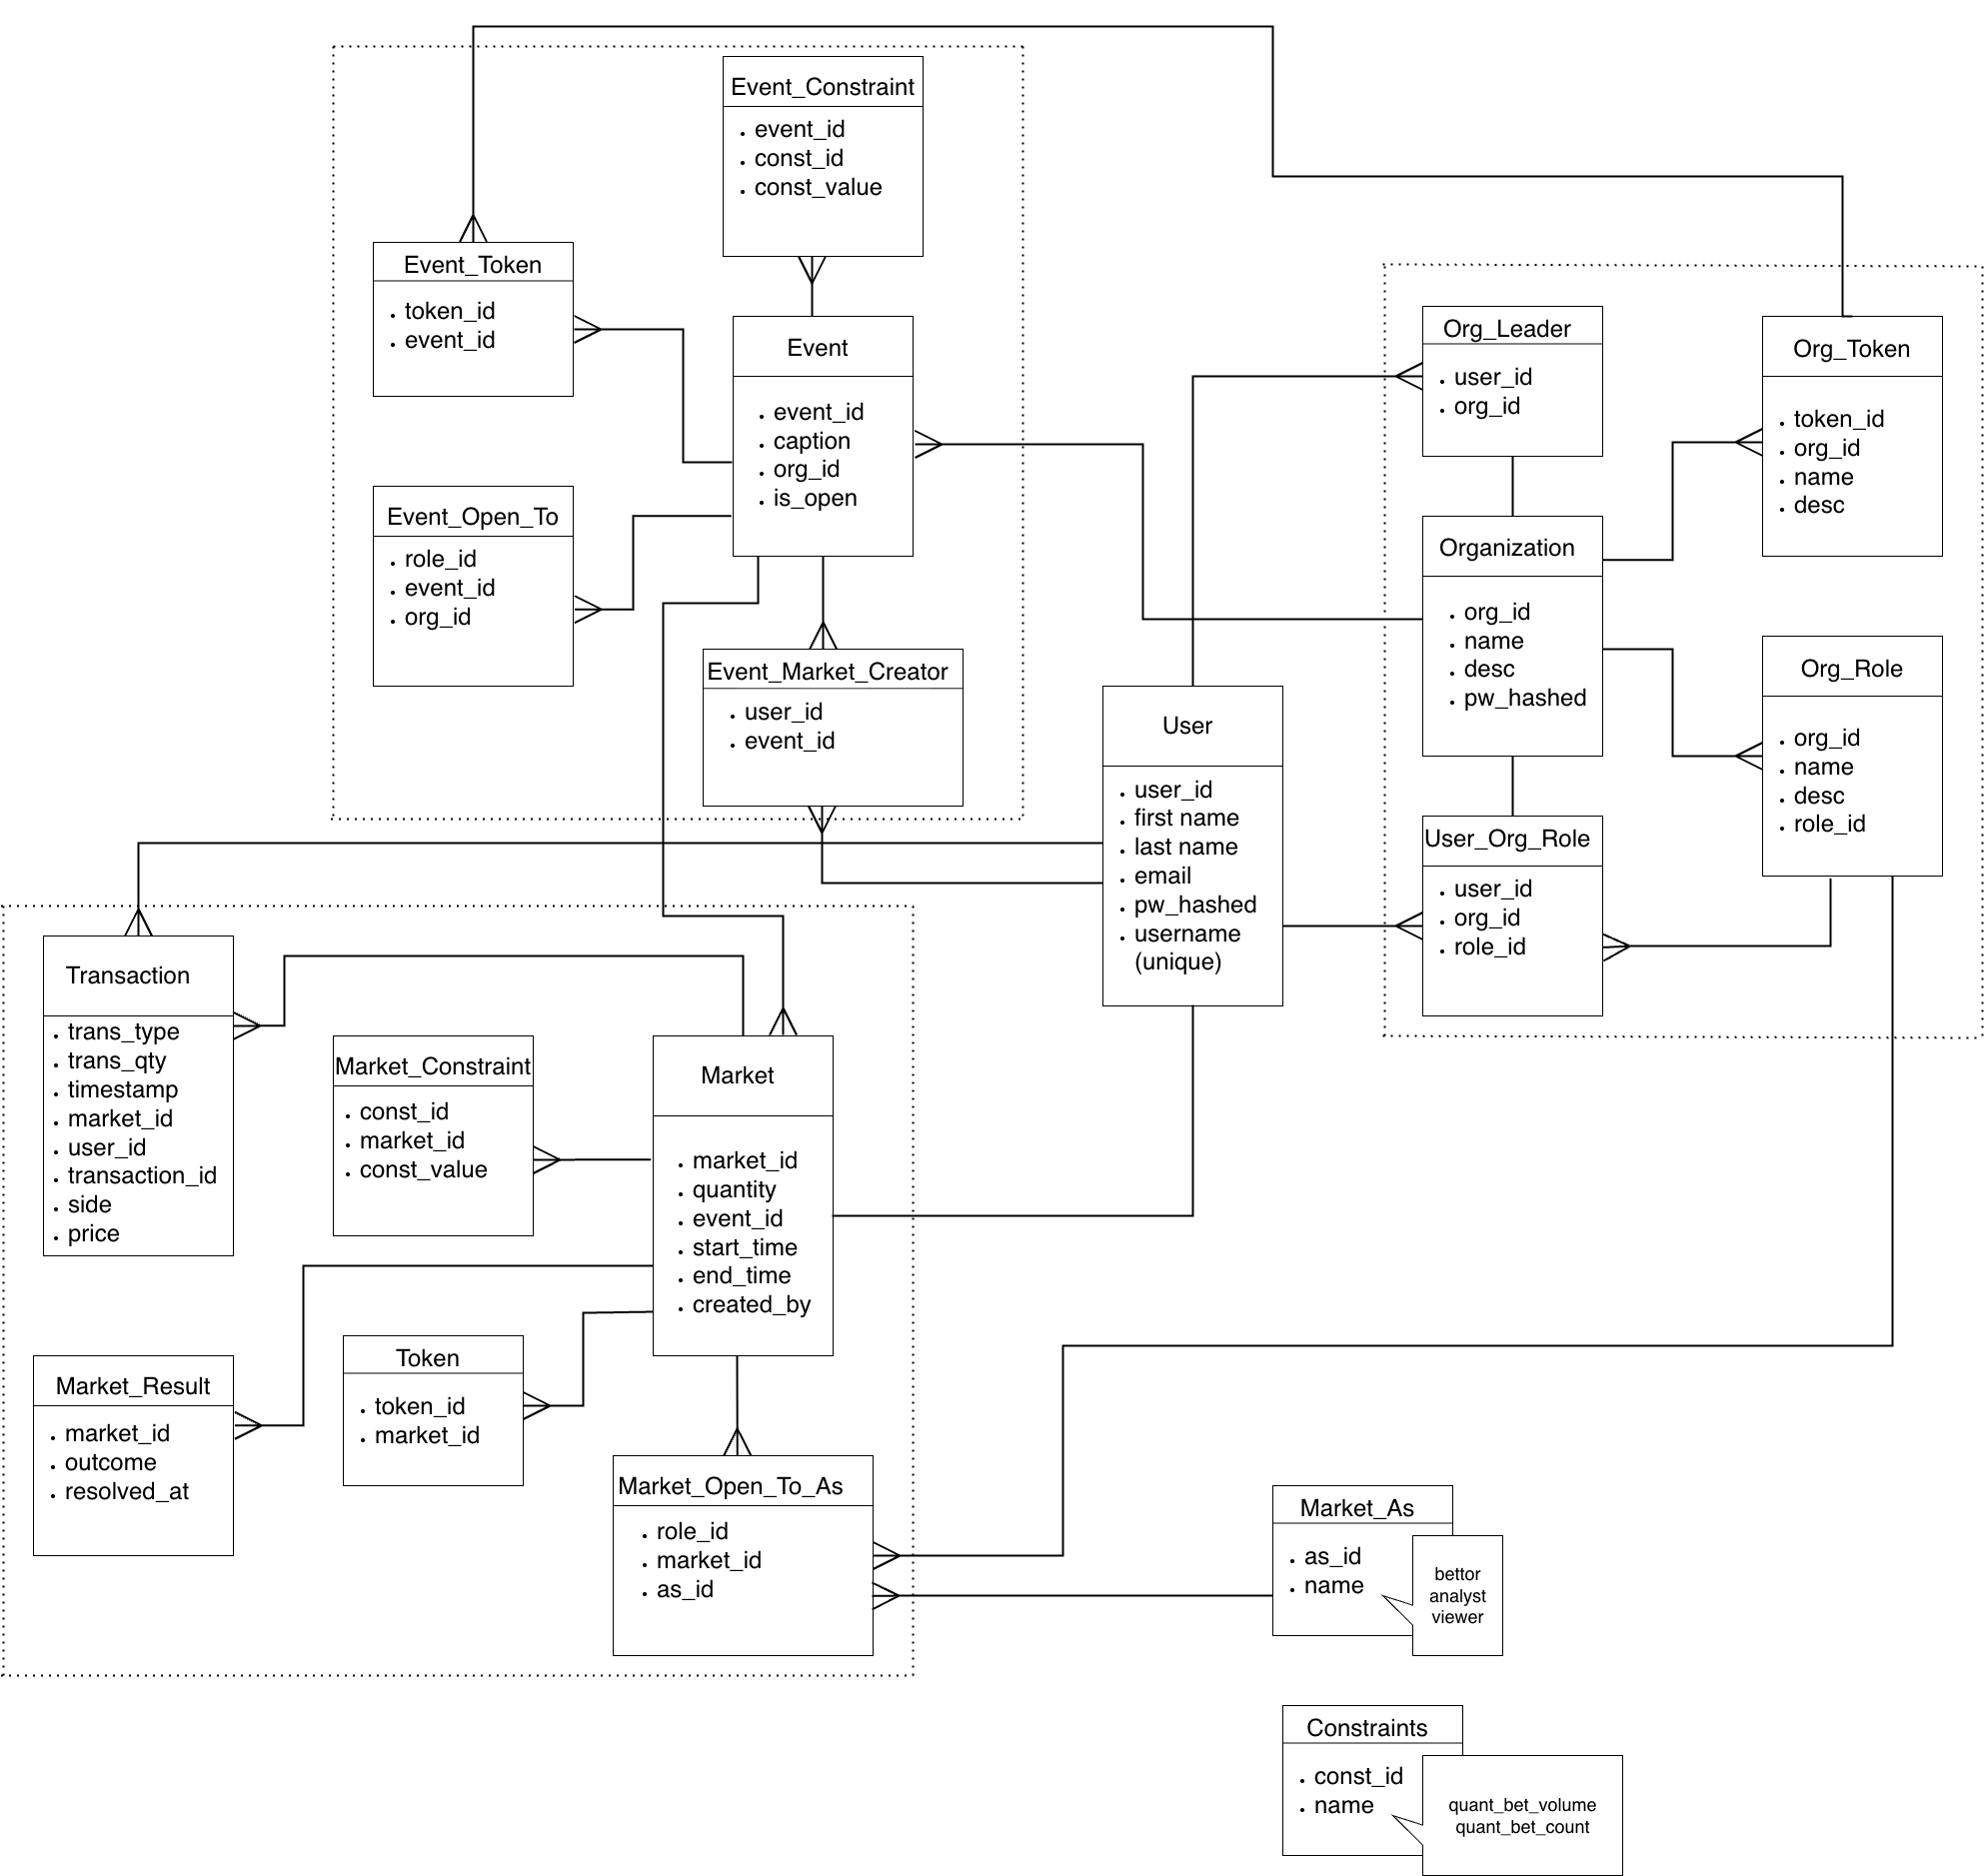 Event_Constraint
event_id
const_id
const_value
Event_Token
token_id
event_id
Event
event_id
caption
org_id
is_open
Event_Open_To
role_id
event_id
org_id
Event_Market_Creator
user_id
event_id
Org_Leader
user_id
org_id
Org_Token
token_id
org_id
name
desc
Organization
org_id
name
desc
pw_hashed
Org_Role
org_id
name
desc
role_id
User
user_id
first name
last name
email
pw_hashed
username
(unique)
User_Org_Role
user_id
org_id
role_id
Transaction
trans_type
trans_qty
timestamp
market_id
user_id
transaction_id
side
price
Market_Constraint
const_id
market_id
const_value
Market
market_id
quantity
event_id
start_time
end_time
created_by
Market_Result
market_id
outcome
resolved_at
Token
token_id
market_id
Market_Open_To_As
role_id
market_id
as_id
Market_As
as_id
name
bettor
analyst
viewer
Constraints
const_id
name
quant_bet_volume
quant_bet_count